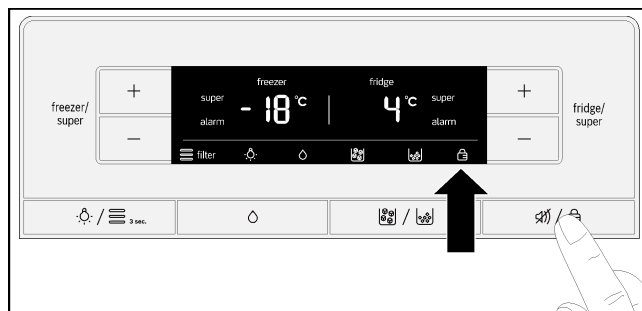 freezer/
super
+
−
freezer
super
alarm
-18 °C
fridge
4 °C
super
alarm
filter
+
−
fridge/
super
/ 3 sec.
/
/